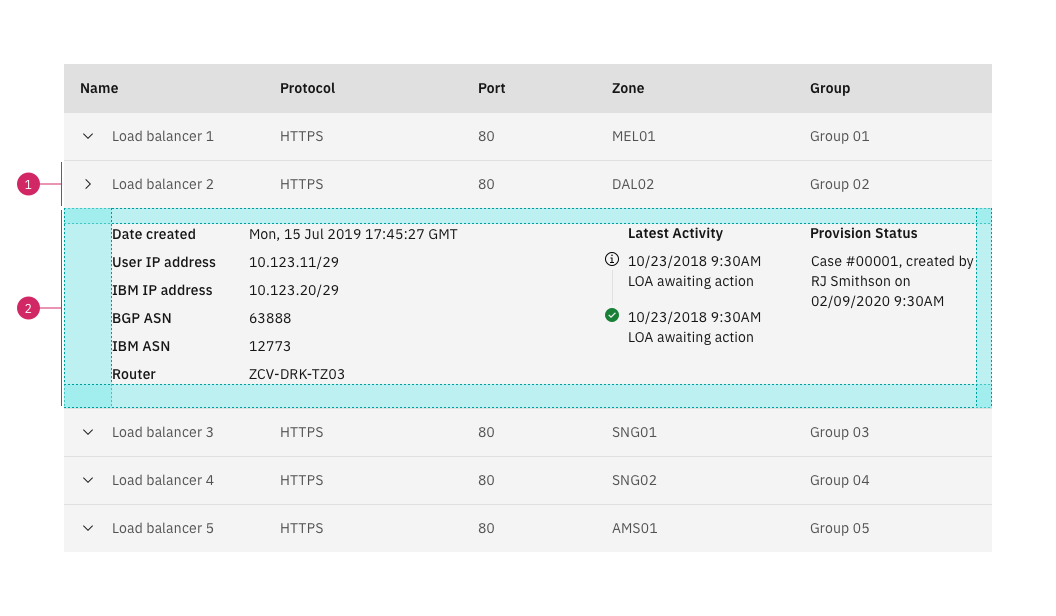 Name Protocol Port Zone Group
Load balancer 1 HTTPS 80 MEL01 Group 01
1 Load balancer 2 HTTPS 80 DAL02 Group 02
Date created Mon, 15 Jul 2019 17:45:27 GMT Latest Activity Provision Status
User IP address 10.123.11/29 10/23/2018 9:30AM Case #00001, created by
LOA awaiting action RJ Smithson on
IBM IP address 10.123.20/29 02/09/2020 9:30AM
2 BGP ASN 63888 10/23/2018 9:30AM
LOA awaiting action
IBM ASN 12773
Router ZCV-DRK-TZ03
Load balancer 3 HTTPS 80 SNG01 Group 03
Load balancer 4 HTTPS 80 SNG02 Group 04
Load balancer 5 HTTPS 80 AMS01 Group 05